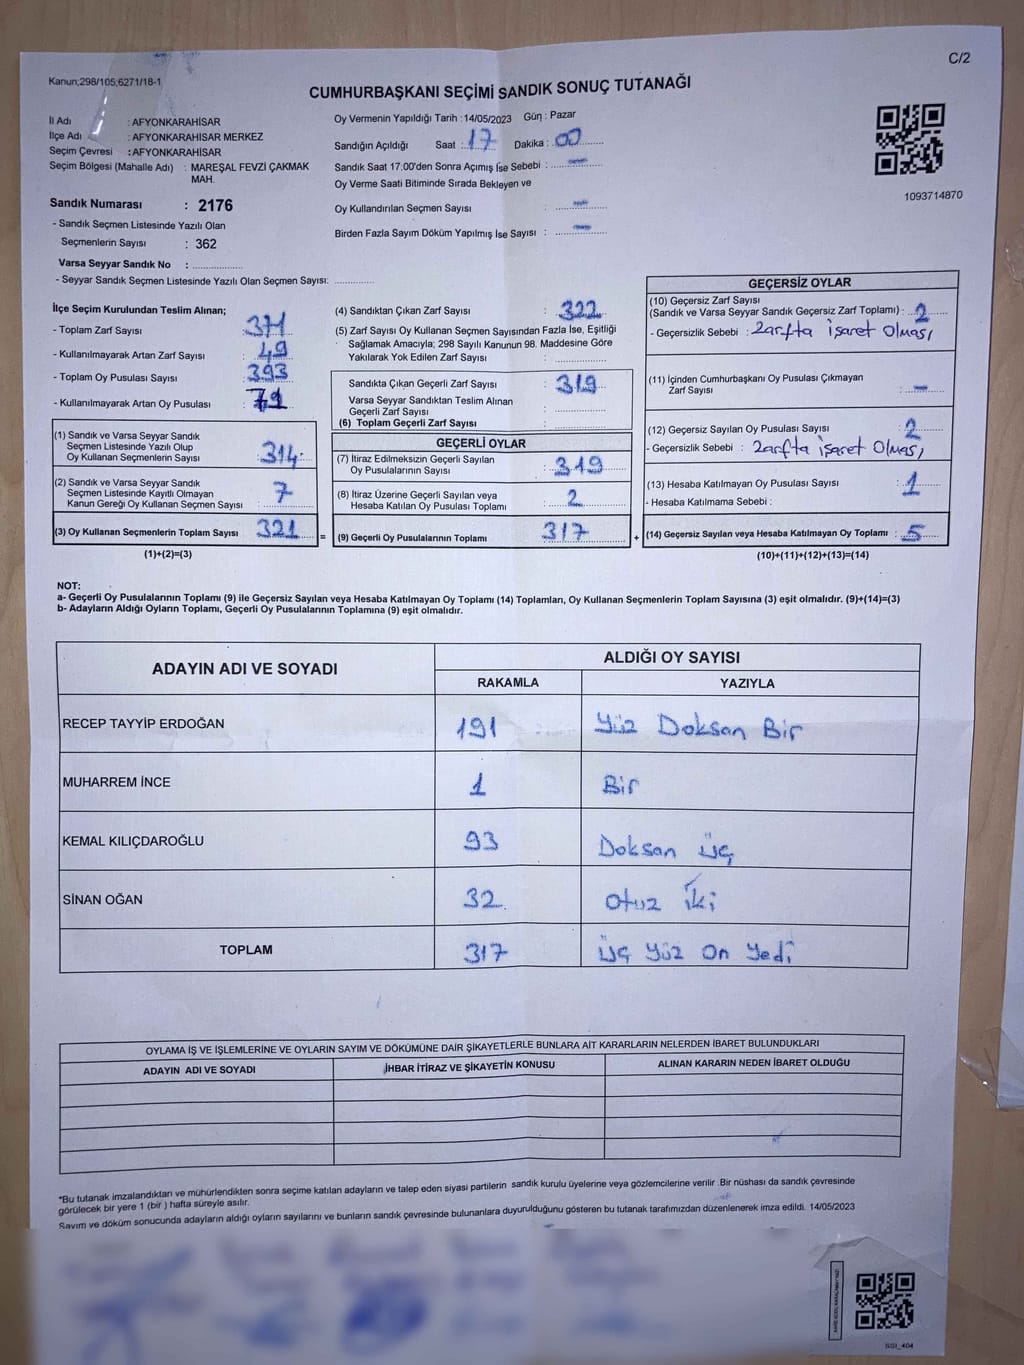 C/2
Kanun;298/105;6271/18-1
CUMHURBAŞKANI SEÇİMİ SANDIK SONUÇ TUTANAĞI
İl Adı : AFYONKARAHİSAR
İlçe Adı : AFYONKARAHİSAR MERKEZ
Seçim Çevresi : AFYONKARAHİSAR
Seçim Bölgesi (Mahalle Adı) : MAREŞAL FEVZİ ÇAKMAK
MAH.
Sandık Numarası : 2176
- Sandık Seçmen Listesinde Yazılı Olan
Seçmenlerin Sayısı : 362
Varsa Seyyar Sandık No :
- Seyyar Sandık Seçmen Listesinde Yazılı Olan Seçmen Sayısı:
Oy Vermenin Yapıldığı Tarih : 14/05/2023 Gün : Pazar
Sandığın Açıldığı Saat : 17 Dakika : 00
Sandık Saat 17:00'den Sonra Açımış İse Sebebi : -
Oy Verme Saati Bitiminde Sırada Bekleyen ve
Oy Kullandırılan Seçmen Sayısı : -
Birden Fazla Sayım Döküm Yapılmış İse Sayısı : -
1093714870
İlçe Seçim Kurulundan Teslim Alınan;
- Toplam Zarf Sayısı : 371
- Kullanılmayarak Artan Zarf Sayısı : 49
- Toplam Oy Pusulası Sayısı : 393
- Kullanılmayarak Artan Oy Pusulası :
(1) Sandık ve Varsa Seyyar Sandık
Seçmen Listesinde Yazılı Olup
Oy Kullanan Seçmenlerin Sayısı : 314
(2) Sandık ve Varsa Seyyar Sandık
Seçmen Listesinde Kayıtlı Olmayan
Kanun Gereği Oy Kullanan Seçmen Sayısı : 7
(3) Oy Kullanan Seçmenlerin Toplam Sayısı : 321 =
(1)+(2)=(3)
(4) Sandıktan Çıkan Zarf Sayısı : 322
(5) Zarf Sayısı Oy Kullanan Seçmen Sayısından Fazla İse, Eşitliği
Sağlamak Amacıyla; 298 Sayılı Kanunun 98. Maddesine Göre
Yakılarak Yok Edilen Zarf Sayısı :
Sandıkta Çıkan Geçerli Zarf Sayısı : 319
Varsa Seyyar Sandıktan Teslim Alınan
Geçerli Zarf Sayısı :
(6) Toplam Geçerli Zarf Sayısı :
GEÇERLİ OYLAR
(7) İtiraz Edilmeksizin Geçerli Sayılan
Oy Pusulalarının Sayısı : 319
(8) İtiraz Üzerine Geçerli Sayılan veya
Hesaba Katılan Oy Pusulası Toplamı : 2
(9) Geçerli Oy Pusulalarının Toplamı : 317 +
GEÇERSİZ OYLAR
(10) Geçersiz Zarf Sayısı
(Sandık ve Varsa Seyyar Sandık Geçersiz Zarf Toplamı) : 2
- Geçersizlik Sebebi : Zarfta işaret Olması
(11) İçinden Cumhurbaşkanı Oy Pusulası Çıkmayan
Zarf Sayısı : -
(12) Geçersiz Sayılan Oy Pusulası Sayısı : 2
- Geçersizlik Sebebi : Zarfta işaret Olması
(13) Hesaba Katılmayan Oy Pusulası Sayısı : 1
- Hesaba Katılmama Sebebi :
(14) Geçersiz Sayılan veya Hesaba Katılmayan Oy Toplamı : 5
(10)+(11)+(12)+(13)=(14)
NOT:
a- Geçerli Oy Pusulalarının Toplamı (9) ile Geçersiz Sayılan veya Hesaba Katılmayan Oy Toplamı (14) Toplamları, Oy Kullanan Seçmenlerin Toplam Sayısına (3) eşit olmalıdır. (9)+(14)=(3)
b- Adayların Aldığı Oyların Toplamı, Geçerli Oy Pusulalarının Toplamına (9) eşit olmalıdır.
ADAYIN ADI VE SOYADI ALDIĞI OY SAYISI
RAKAMLA YAZIYLA
RECEP TAYYİP ERDOĞAN 191 Yüz Doksan Bir
MUHARREM İNCE 1 Bir
KEMAL KILIÇDAROĞLU 93 Doksan Üç
SİNAN OĞAN 32 Otuz İki
TOPLAM 317 Üç Yüz On Yedi
OYLAMA İŞ VE İŞLEMLERİNE VE OYLARIN SAYIM VE DÖKÜMÜNE DAİR ŞİKAYETLERLE BUNLARA AİT KARARLARIN NELERDEN İBARET BULUNDUKLARI
ADAYIN ADI VE SOYADI İHBAR İTİRAZ VE ŞİKAYETİN KONUSU ALINAN KARARIN NEDEN İBARET OLDUĞU
*Bu tutanak imzalandıktan ve mühürlendikten sonra seçime katılan adayların ve talep eden siyasi partilerin sandık kurulu üyelerine veya gözlemcilerine verilir .Bir nüshası da sandık çevresinde
görülecek bir yere 1 (bir ) hafta süreyle asılır.
Sayım ve döküm sonucunda adayların aldığı oyların sayılarını ve bunların sandık çevresinde bulunanlara duyurulduğunu gösteren bu tutanak tarafımızdan düzenlenerek imza edildi. 14/05/2023
SSI_404